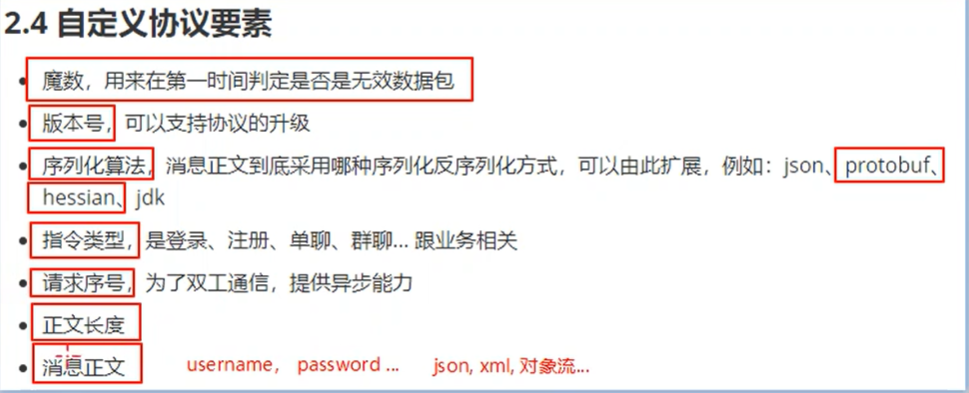 2.4 自定义协议要素
魔数，用来在第一时间判定是否是无效数据包
版本号，可以支持协议的升级
序列化算法，消息正文到底采用哪种序列化反序列化方式，可以由此扩展，例如：json、protobuf、
hessian、jdk
指令类型，是登录、注册、单聊、群聊... 跟业务相关
请求序号，为了双工通信，提供异步能力
正文长度
消息正文 username， password ... json, xml, 对象流...